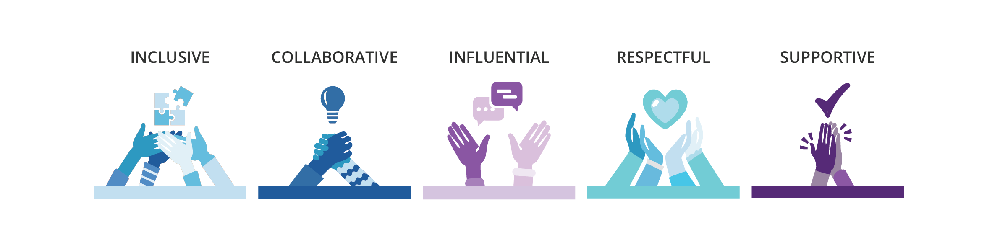 INCLUSIVE
COLLABORATIVE
INFLUENTIAL
RESPECTFUL
SUPPORTIVE